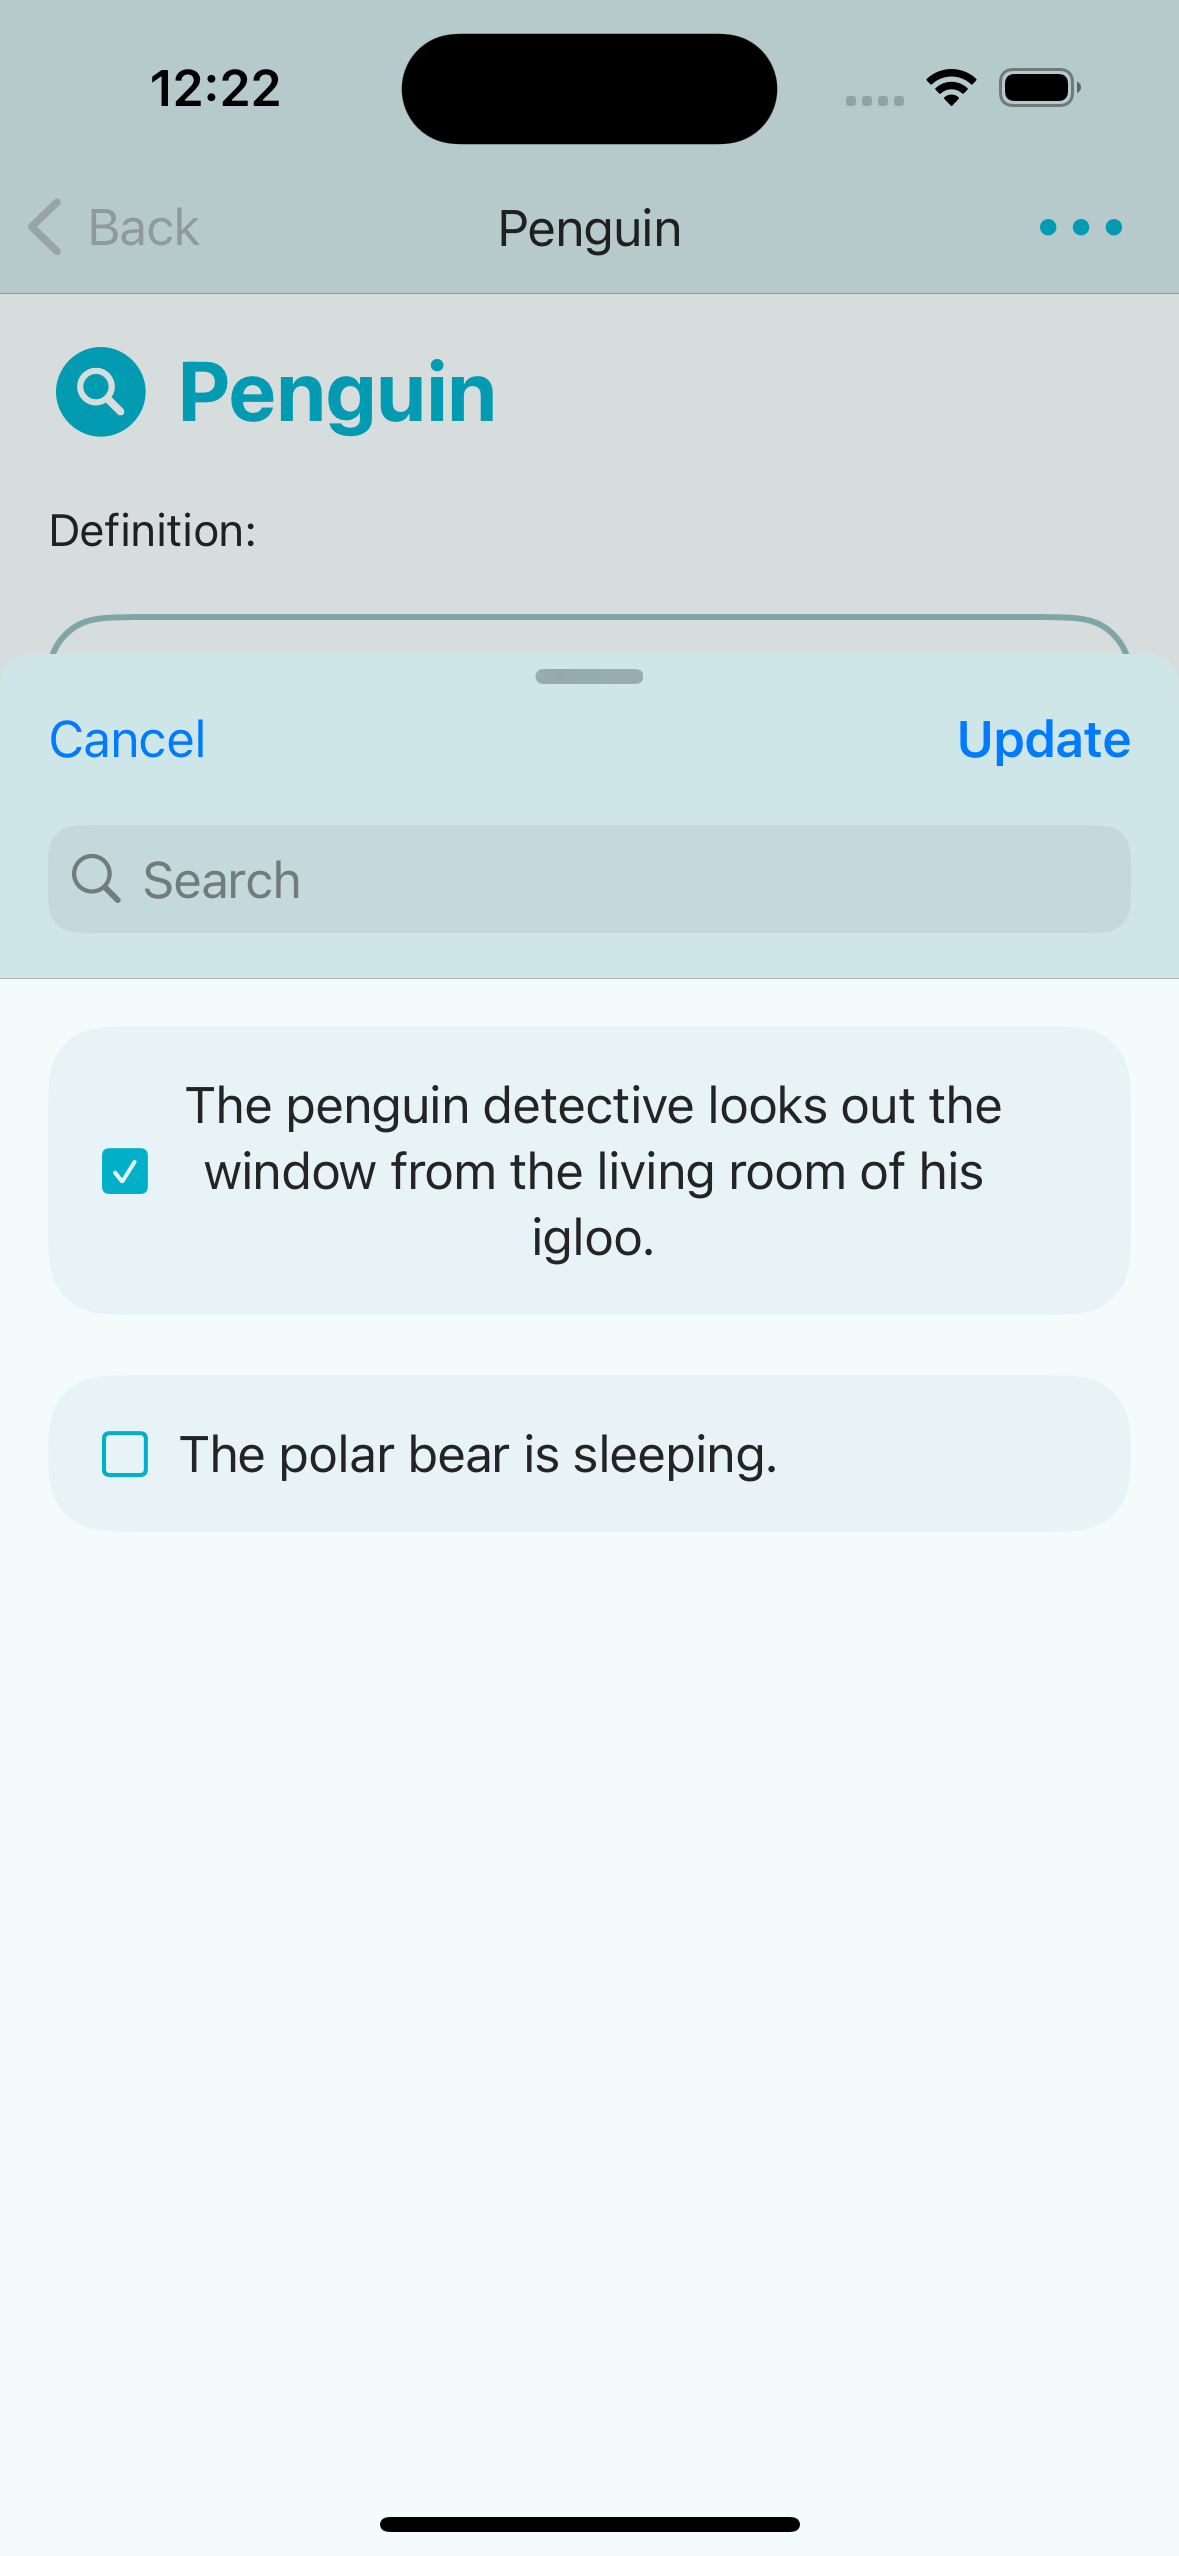 12:22
Back
Penguin
Penguin
Definition:
Cancel
Update
Search
The penguin detective looks out the
window from the living room of his
igloo.
The polar bear is sleeping.